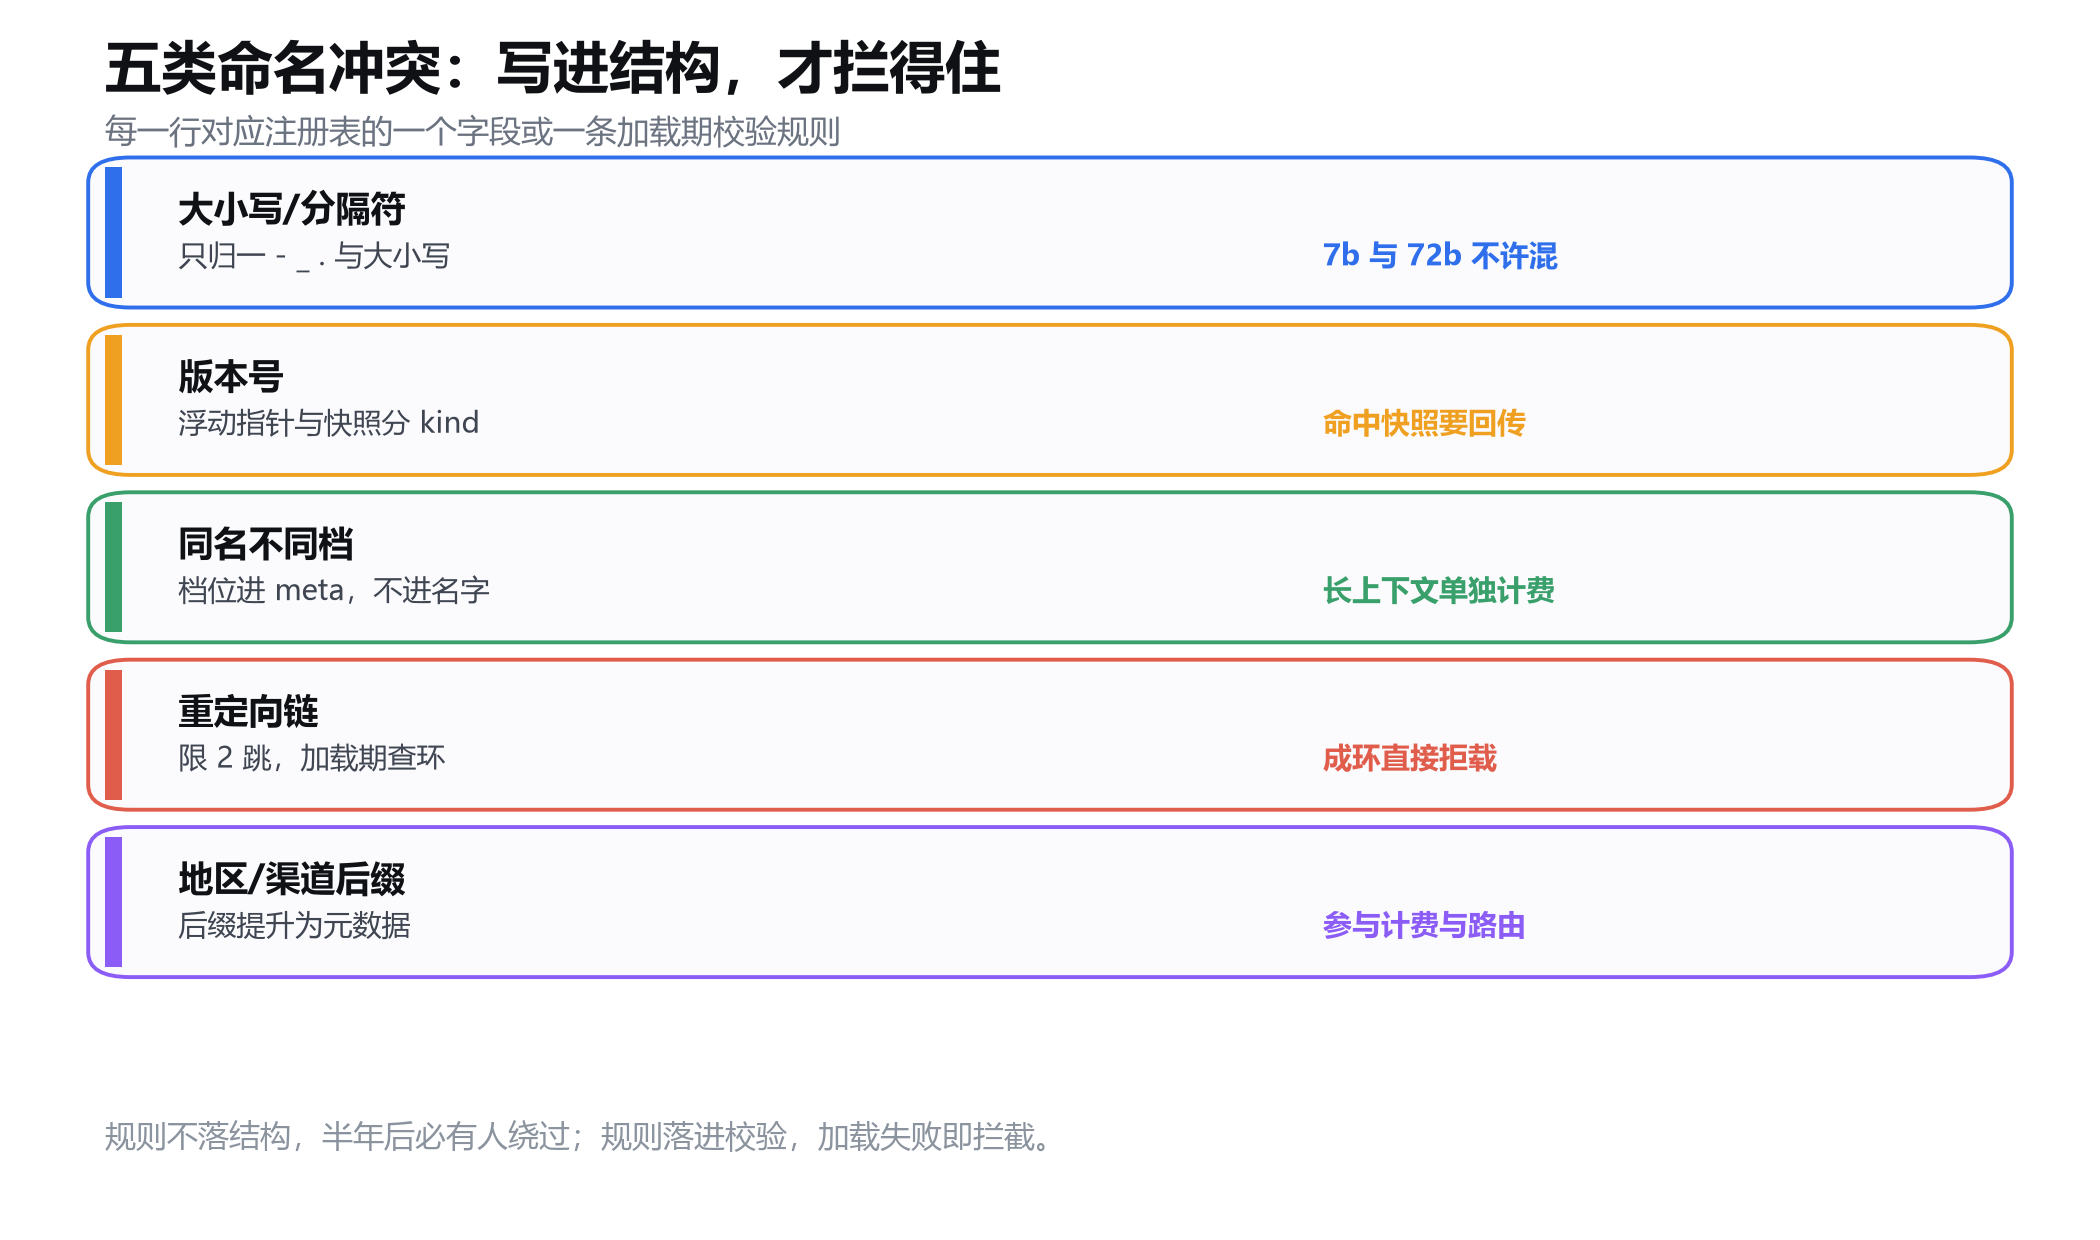 五类命名冲突：写进结构，才拦得住
每一行对应注册表的一个字段或一条加载期校验规则
大小写/分隔符
只归一 - _ . 与大小写
7b 与 72b 不许混
版本号
浮动指针与快照分 kind
命中快照要回传
同名不同档
档位进 meta，不进名字
长上下文单独计费
重定向链
限 2 跳，加载期查环
成环直接拒载
地区/渠道后缀
后缀提升为元数据
参与计费与路由
规则不落结构，半年后必有人绕过；规则落进校验，加载失败即拦截。